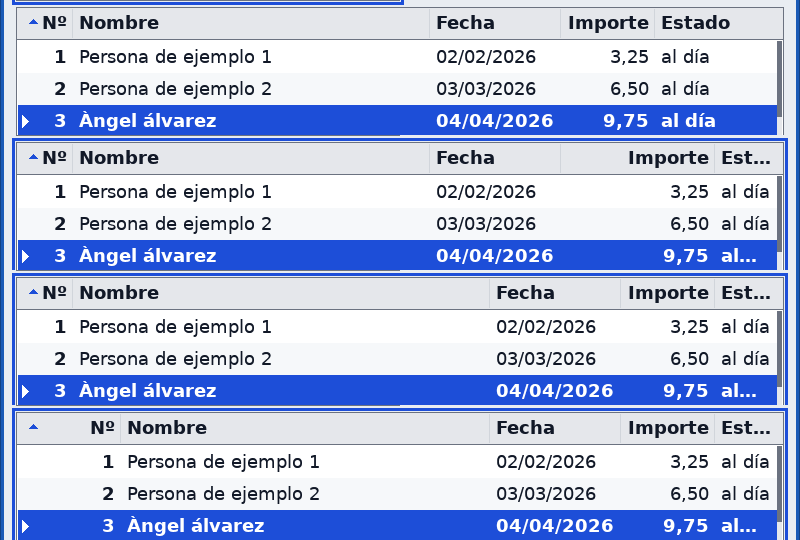 Nº Nombre Fecha Importe Estado
1 Persona de ejemplo 1 02/02/2026 3,25 al día
2 Persona de ejemplo 2 03/03/2026 6,50 al día
3 Àngel álvarez 04/04/2026 9,75 al día
Nº Nombre Fecha Importe Est...
1 Persona de ejemplo 1 02/02/2026 3,25 al día
2 Persona de ejemplo 2 03/03/2026 6,50 al día
3 Àngel álvarez 04/04/2026 9,75 al...
Nº Nombre Fecha Importe Est...
1 Persona de ejemplo 1 02/02/2026 3,25 al día
2 Persona de ejemplo 2 03/03/2026 6,50 al día
3 Àngel álvarez 04/04/2026 9,75 al...
Nº Nombre Fecha Importe Est...
1 Persona de ejemplo 1 02/02/2026 3,25 al día
2 Persona de ejemplo 2 03/03/2026 6,50 al día
3 Àngel álvarez 04/04/2026 9,75 al...